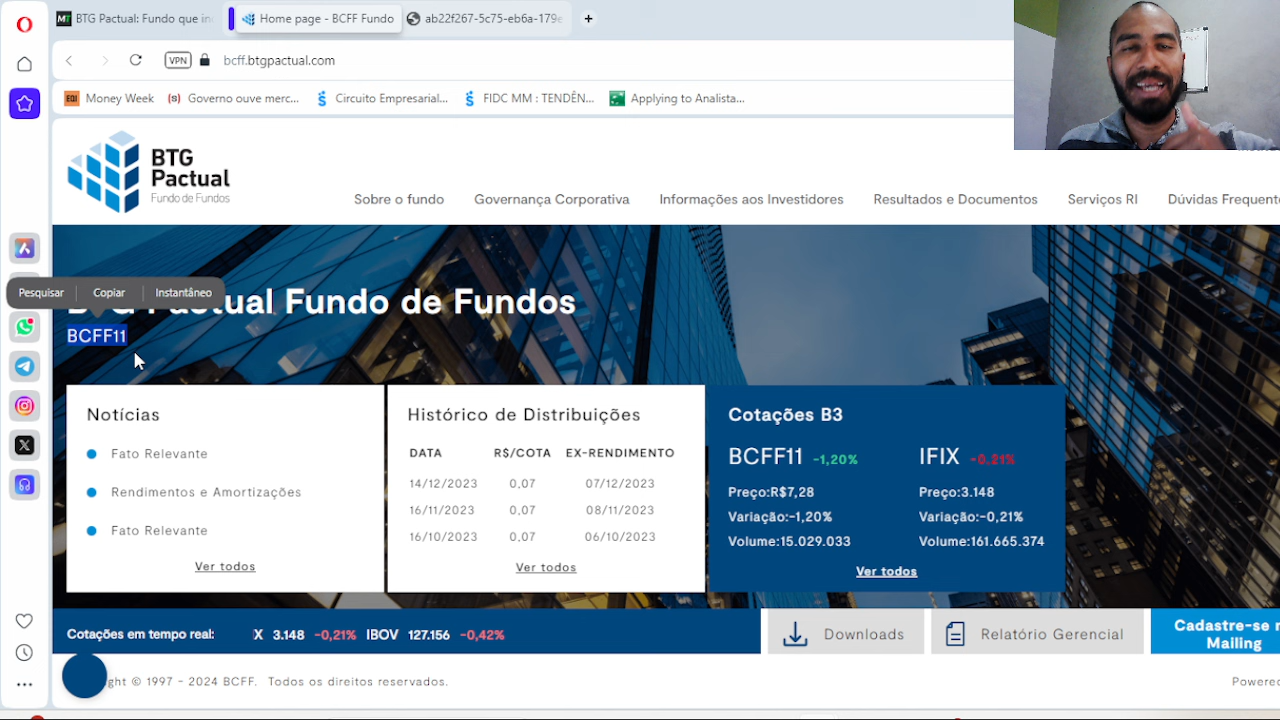 BTG Pactual: Fundo que in
Home page - BCFF Fundo
ab22f267-5c75-eb6a-179e
VPN
bcff.btgpactual.com
EQI Money Week
(s) Governo ouve merc...
Circuito Empresarial...
FIDC MM : TENDÊN...
Applying to Analista...
BTG
Pactual
Fundo de Fundos
Sobre o fundo
Governança Corporativa
Informações aos Investidores
Resultados e Documentos
Serviços RI
Dúvidas Frequent
Pesquisar
Copiar
Instantâneo
Pactual Fundo de Fundos
BCFF11
Notícias
Fato Relevante
Rendimentos e Amortizações
Fato Relevante
Ver todos
Histórico de Distribuições
DATA R$/COTA EX-RENDIMENTO
14/12/2023 0,07 07/12/2023
16/11/2023 0,07 08/11/2023
16/10/2023 0,07 06/10/2023
Ver todos
Cotações B3
BCFF11 -1,20%
Preço:R$7,28
Variação:-1,20%
Volume:15.029.033
IFIX -0,21%
Preço:3.148
Variação:-0,21%
Volume:161.665.374
Ver todos
Cotações em tempo real: X 3.148 -0,21% IBOV 127.156 -0,42%
Downloads
Relatório Gerencial
Cadastre-se n
Mailing
ght © 1997 - 2024 BCFF. Todos os direitos reservados.
Powered